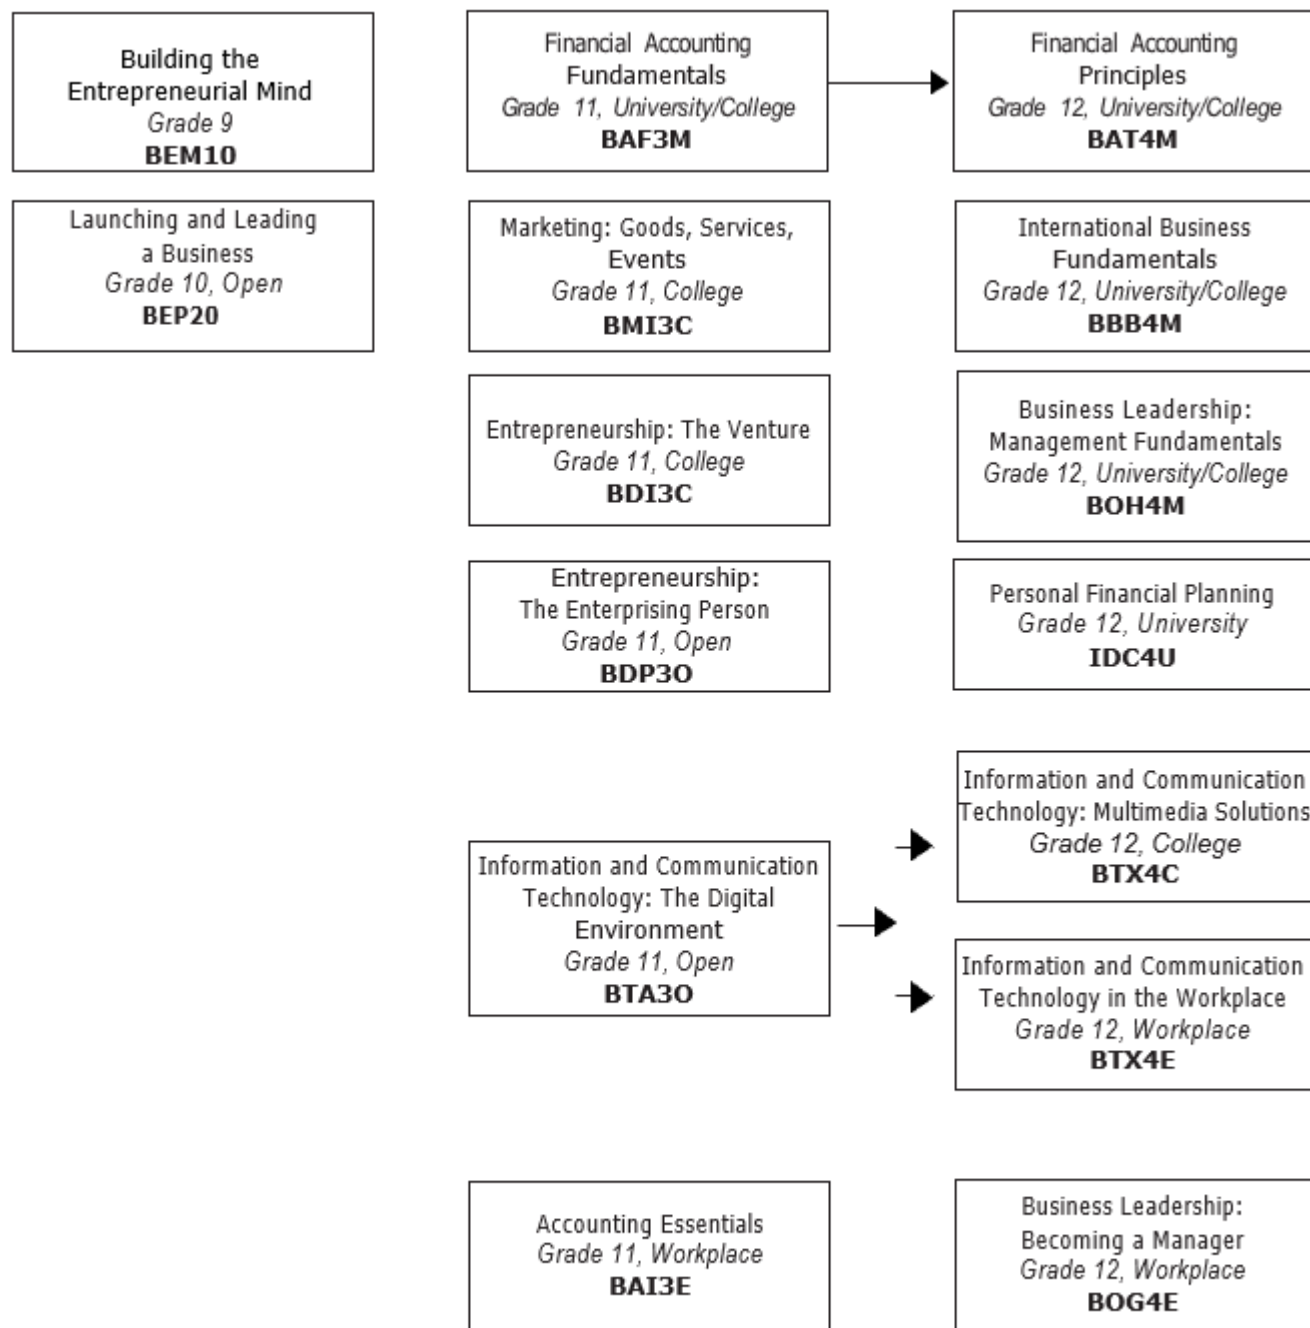 Building the
Entrepreneurial Mind
Grade 9
BEM10
Financial Accounting
Fundamentals
Grade 11, University/College
BAF3M
Financial Accounting
Principles
Grade 12, University/College
BAT4M
Launching and Leading
a Business
Grade 10, Open
BEP20
Marketing: Goods, Services,
Events
Grade 11, College
BMI3C
International Business
Fundamentals
Grade 12, University/College
BBB4M
Entrepreneurship: The Venture
Grade 11, College
BDI3C
Business Leadership:
Management Fundamentals
Grade 12, University/College
BOH4M
Entrepreneurship:
The Enterprising Person
Grade 11, Open
BDP3O
Personal Financial Planning
Grade 12, University
IDC4U
Information and Communication
Technology: The Digital
Environment
Grade 11, Open
BTA3O
Information and Communication
Technology: Multimedia Solutions
Grade 12, College
BTX4C
Information and Communication
Technology in the Workplace
Grade 12, Workplace
BTX4E
Accounting Essentials
Grade 11, Workplace
BAI3E
Business Leadership:
Becoming a Manager
Grade 12, Workplace
BOG4E